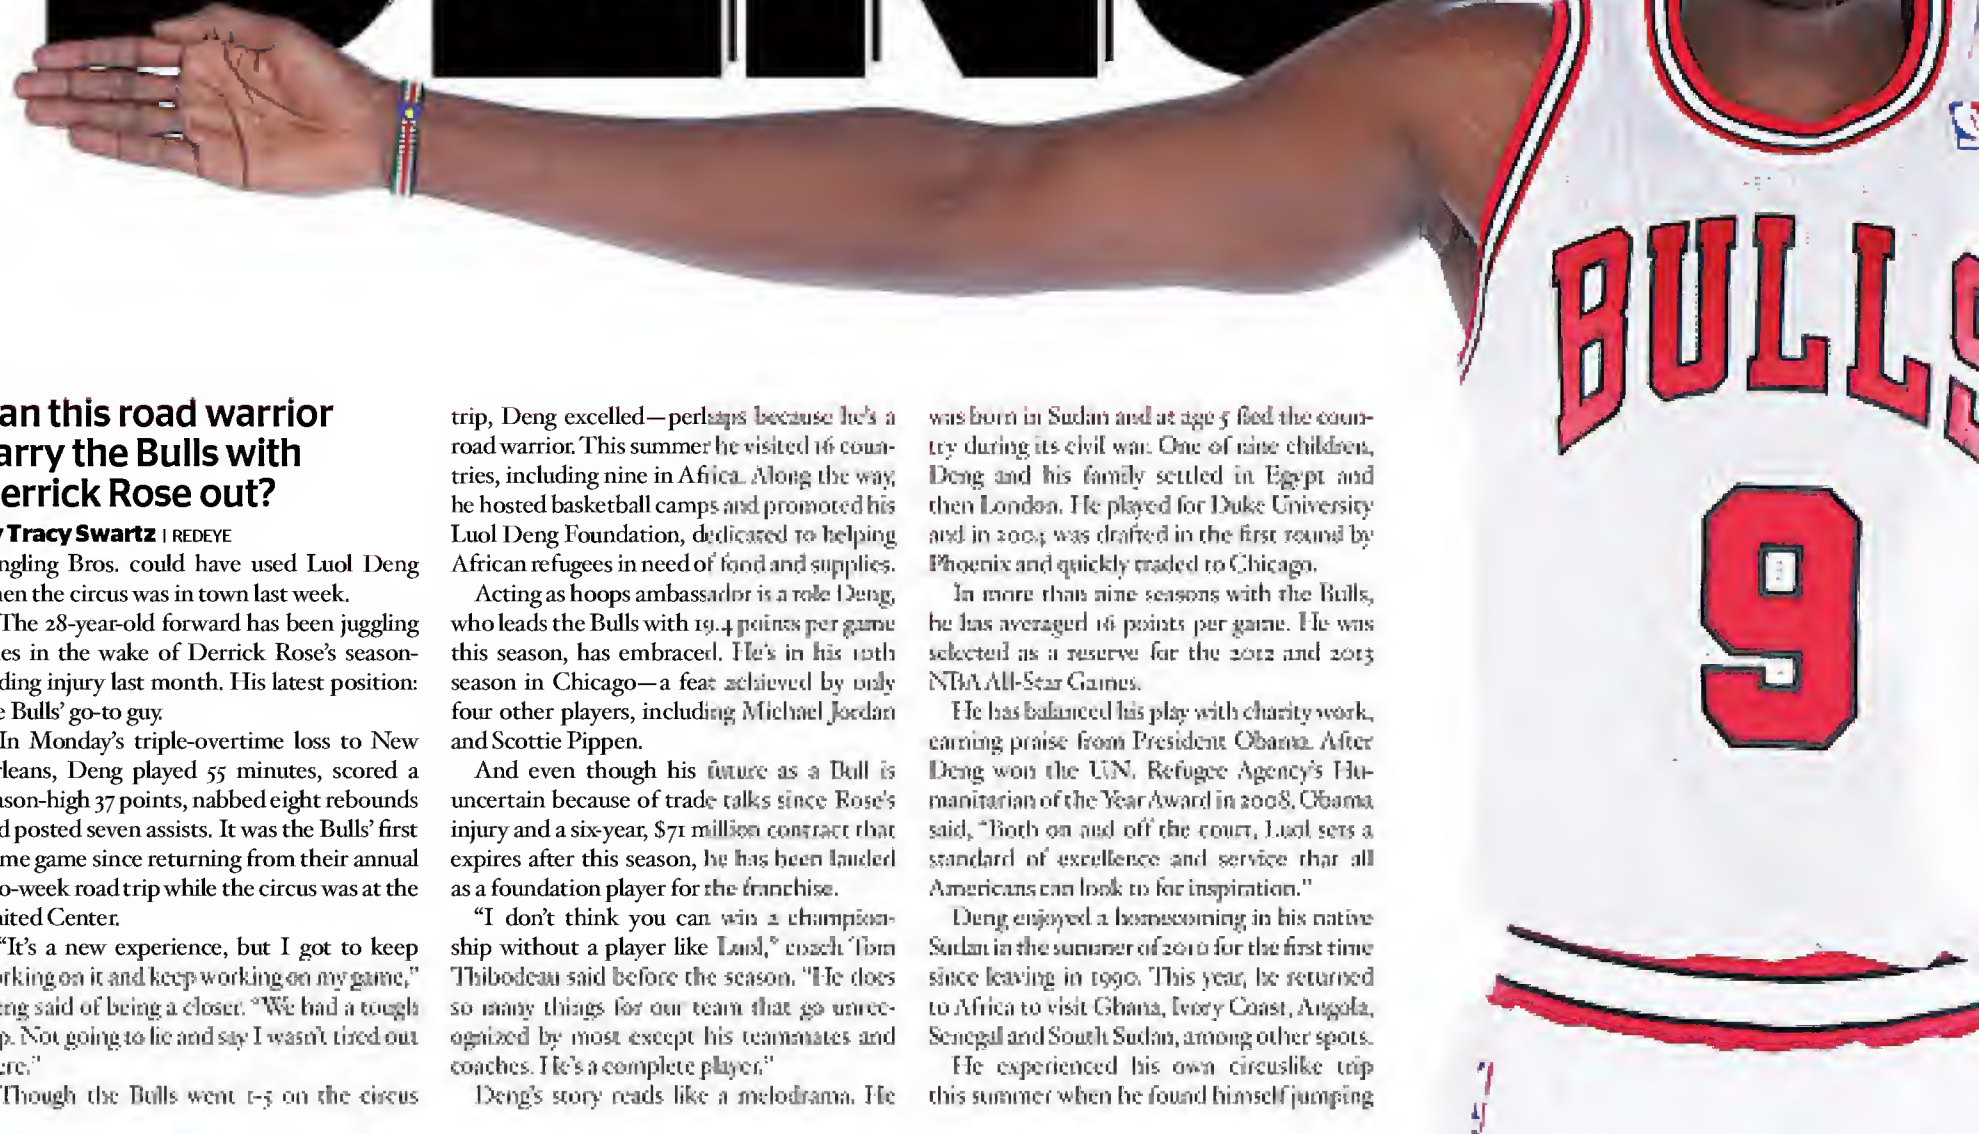 an this road warrior
arry the Bulls with
errick Rose out?
y Tracy Swartz | REDEYE
ngling Bros. could have used Luol Deng
hen the circus was in town last week.
The 28-year-old forward has been juggling
es in the wake of Derrick Rose's season-
ding injury last month. His latest position:
e Bulls' go-to guy.
In Monday's triple-overtime loss to New
rleans, Deng played 55 minutes, scored a
ason-high 37 points, nabbed eight rebounds
d posted seven assists. It was the Bulls' first
me game since returning from their annual
o-week road trip while the circus was at the
nited Center.
"It's a new experience, but I got to keep
orking on it and keep working on my game,"
eng said of being a closer. "We had a tough
p. Not going to lie and say I wasn't tired out
ere."
Though the Bulls went 1-5 on the circus
trip, Deng excelled—perhaps because he's a
road warrior. This summer he visited 16 coun-
tries, including nine in Africa. Along the way,
he hosted basketball camps and promoted his
Luol Deng Foundation, dedicated to helping
African refugees in need of food and supplies.
Acting as hoops ambassador is a role Deng,
who leads the Bulls with 19.4 points per game
this season, has embraced. He's in his 10th
season in Chicago—a feat achieved by only
four other players, including Michael Jordan
and Scottie Pippen.
And even though his future as a Bull is
uncertain because of trade talks since Rose's
injury and a six-year, $71 million contract that
expires after this season, he has been lauded
as a foundation player for the franchise.
"I don't think you can win a champion-
ship without a player like Luol," coach Tom
Thibodeau said before the season. "He does
so many things for our team that go unrec-
ognized by most except his teammates and
coaches. He's a complete player."
Deng's story reads like a melodrama. He
was born in Sudan and at age 5 fled the coun-
try during its civil war. One of nine children,
Deng and his family settled in Egypt and
then London. He played for Duke University
and in 2004 was drafted in the first round by
Phoenix and quickly traded to Chicago.
In more than nine seasons with the Bulls,
he has averaged 16 points per game. He was
selected as a reserve for the 2012 and 2013
NBA All-Star Games.
He has balanced his play with charity work,
earning praise from President Obama. After
Deng won the U.N. Refugee Agency's Hu-
manitarian of the Year Award in 2008, Obama
said, "Both on and off the court, Luol sets a
standard of excellence and service that all
Americans can look to for inspiration."
Deng enjoyed a homecoming in his native
Sudan in the summer of 2010 for the first time
since leaving in 1990. This year, he returned
to Africa to visit Ghana, Ivory Coast, Angola,
Senegal and South Sudan, among other spots.
He experienced his own circuslike trip
this summer when he found himself jumping
BULLS
9